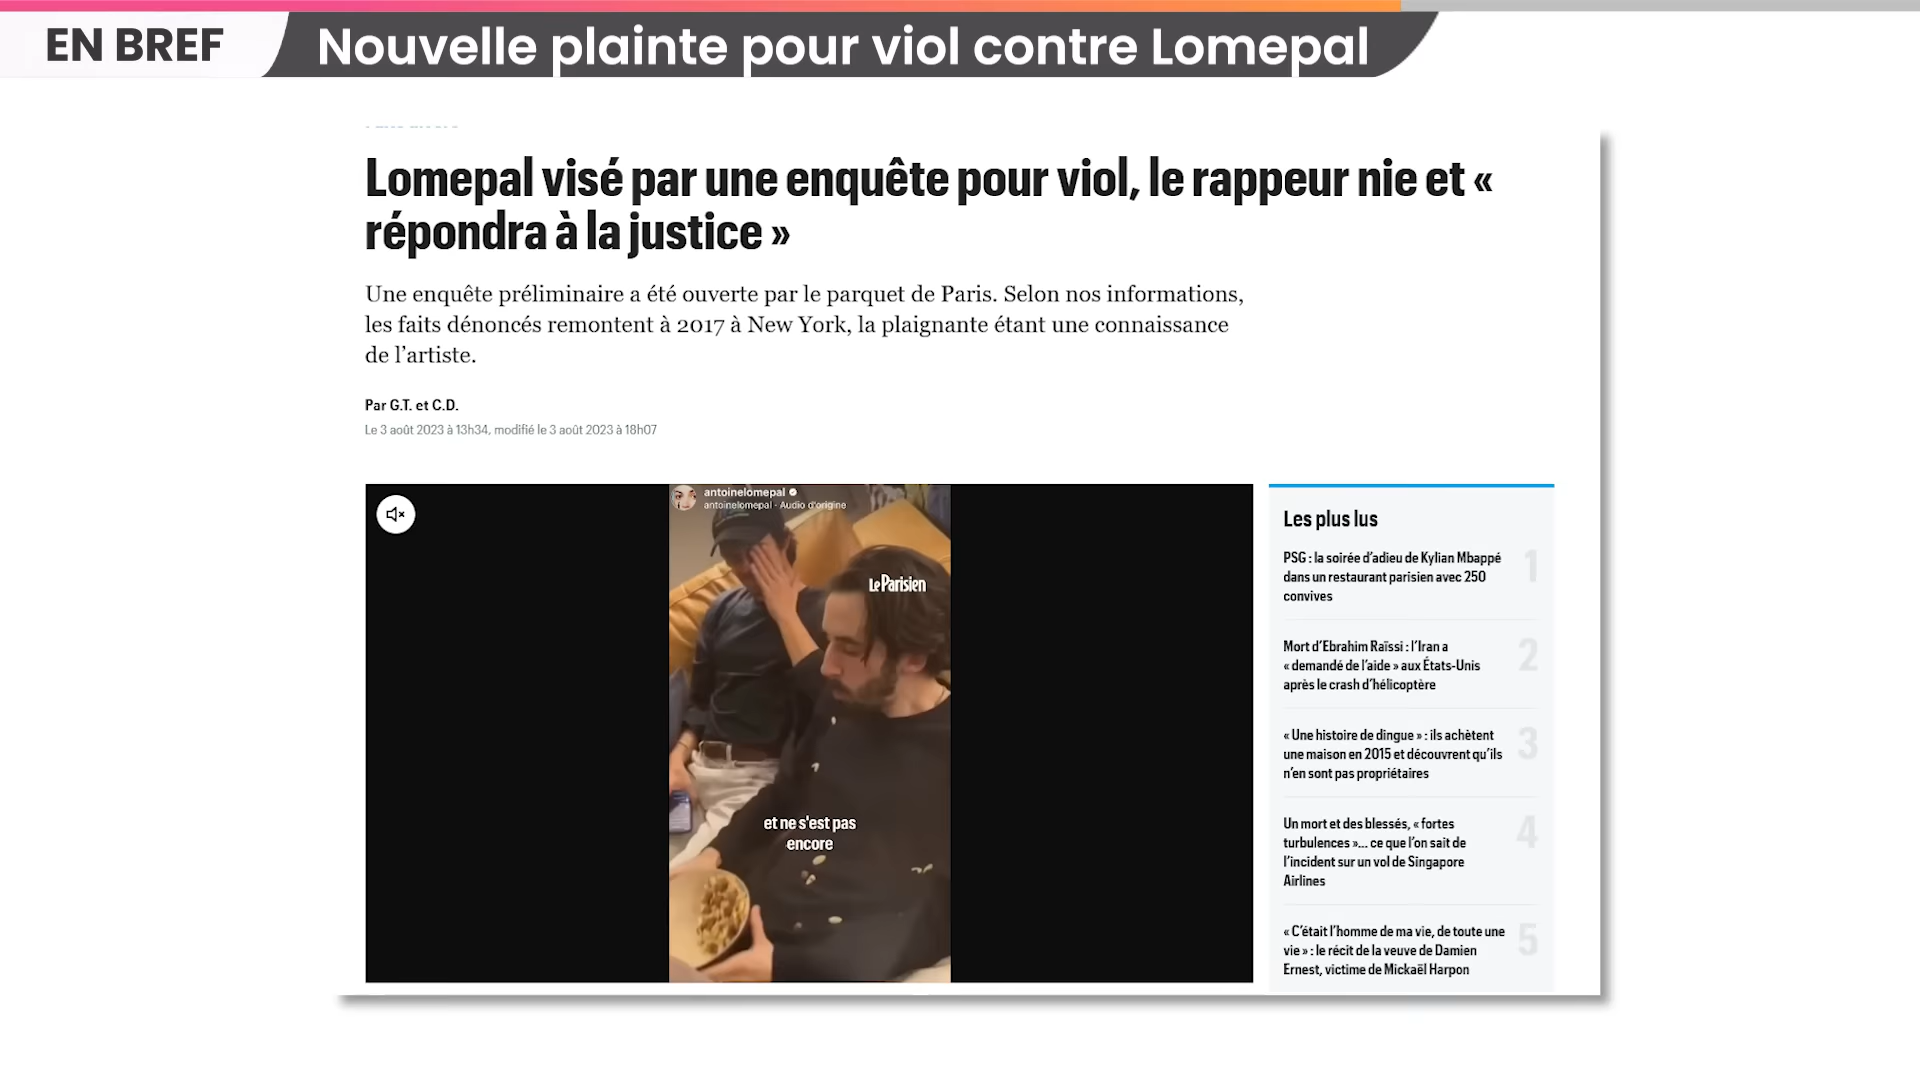 EN BREF
Nouvelle plainte pour viol contre Lomepal
Lomepal visé par une enquête pour viol, le rappeur nie et «
répondra à la justice »
Une enquête préliminaire a été ouverte par le parquet de Paris. Selon nos informations,
les faits dénoncés remontent à 2017 à New York, la plaignante étant une connaissance
de l’artiste.
Par G.T. et C.D.
Le 3 août 2023 à 13h34, modifié le 3 août 2023 à 18h07
antoinelomepal
antoinelomepal - Audio d'origine
Le Parisien
et ne s'est pas
encore
Les plus lus
PSG : la soirée d’adieu de Kylian Mbappé
dans un restaurant parisien avec 250
convives
1
Mort d’Ebrahim Raïssi : l’Iran a
« demandé de l’aide » aux États-Unis
après le crash d’hélicoptère
2
« Une histoire de dingue » : ils achètent
une maison en 2015 et découvrent qu’ils
n’en sont pas propriétaires
3
Un mort et des blessés, « fortes
turbulences »... ce que l’on sait de
l’incident sur un vol de Singapore
Airlines
4
« C’était l’homme de ma vie, de toute une
vie » : le récit de la veuve de Damien
Ernest, victime de Mickaël Harpon
5